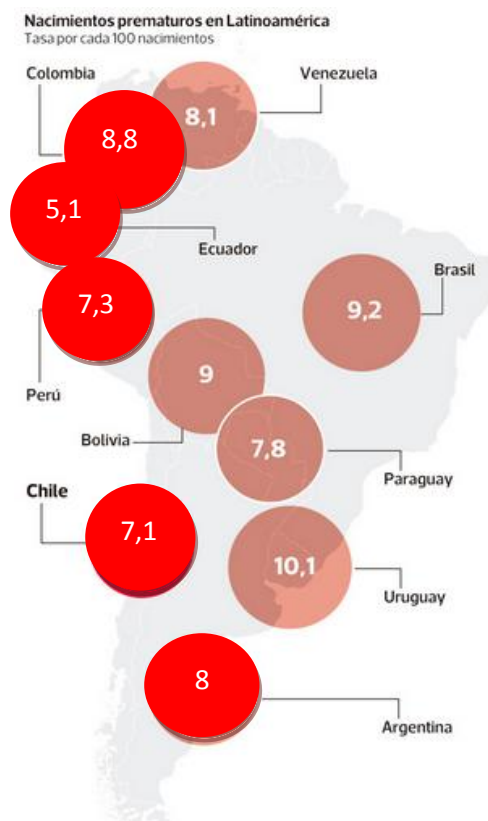 Nacimientos prematuros en Latinoamérica
Tasa por cada 100 nacimientos
Colombia
Venezuela
8,1
8,8
5,1
Ecuador
Brasil
7,3
9,2
9
Perú
Bolivia
7,8
Paraguay
Chile
7,1
10,1
Uruguay
8
Argentina